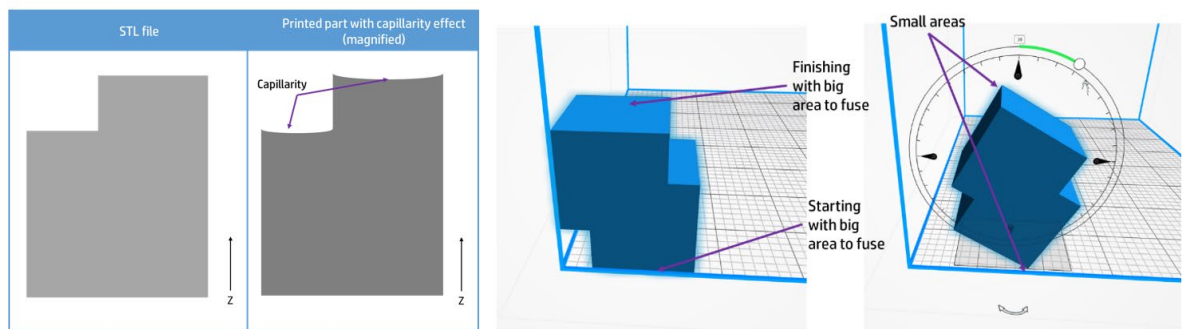 STL file
Printed part with capillarity effect
(magnified)
Capillarity
Z
Z
Finishing
with big
area to fuse
Starting
with big
area to fuse
Small areas